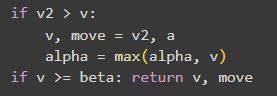 if v2 > v:
    v, move = v2, a
    alpha = max(alpha, v)
if v >= beta: return v, move